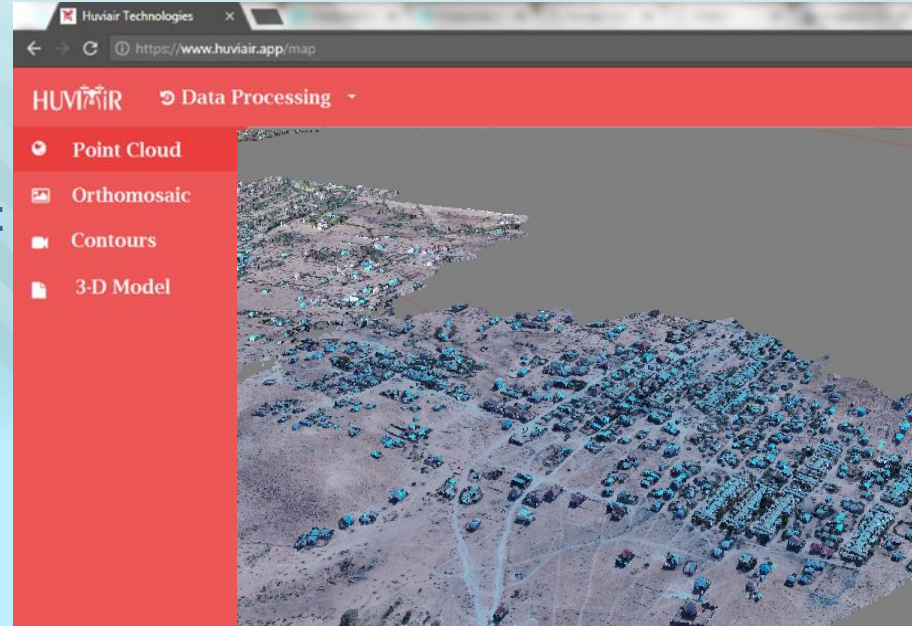 Huviair Technologies
https://www.huviair.app/map
HUVIAIR
Data Processing
Point Cloud
Orthomosaic
Contours
3-D Model